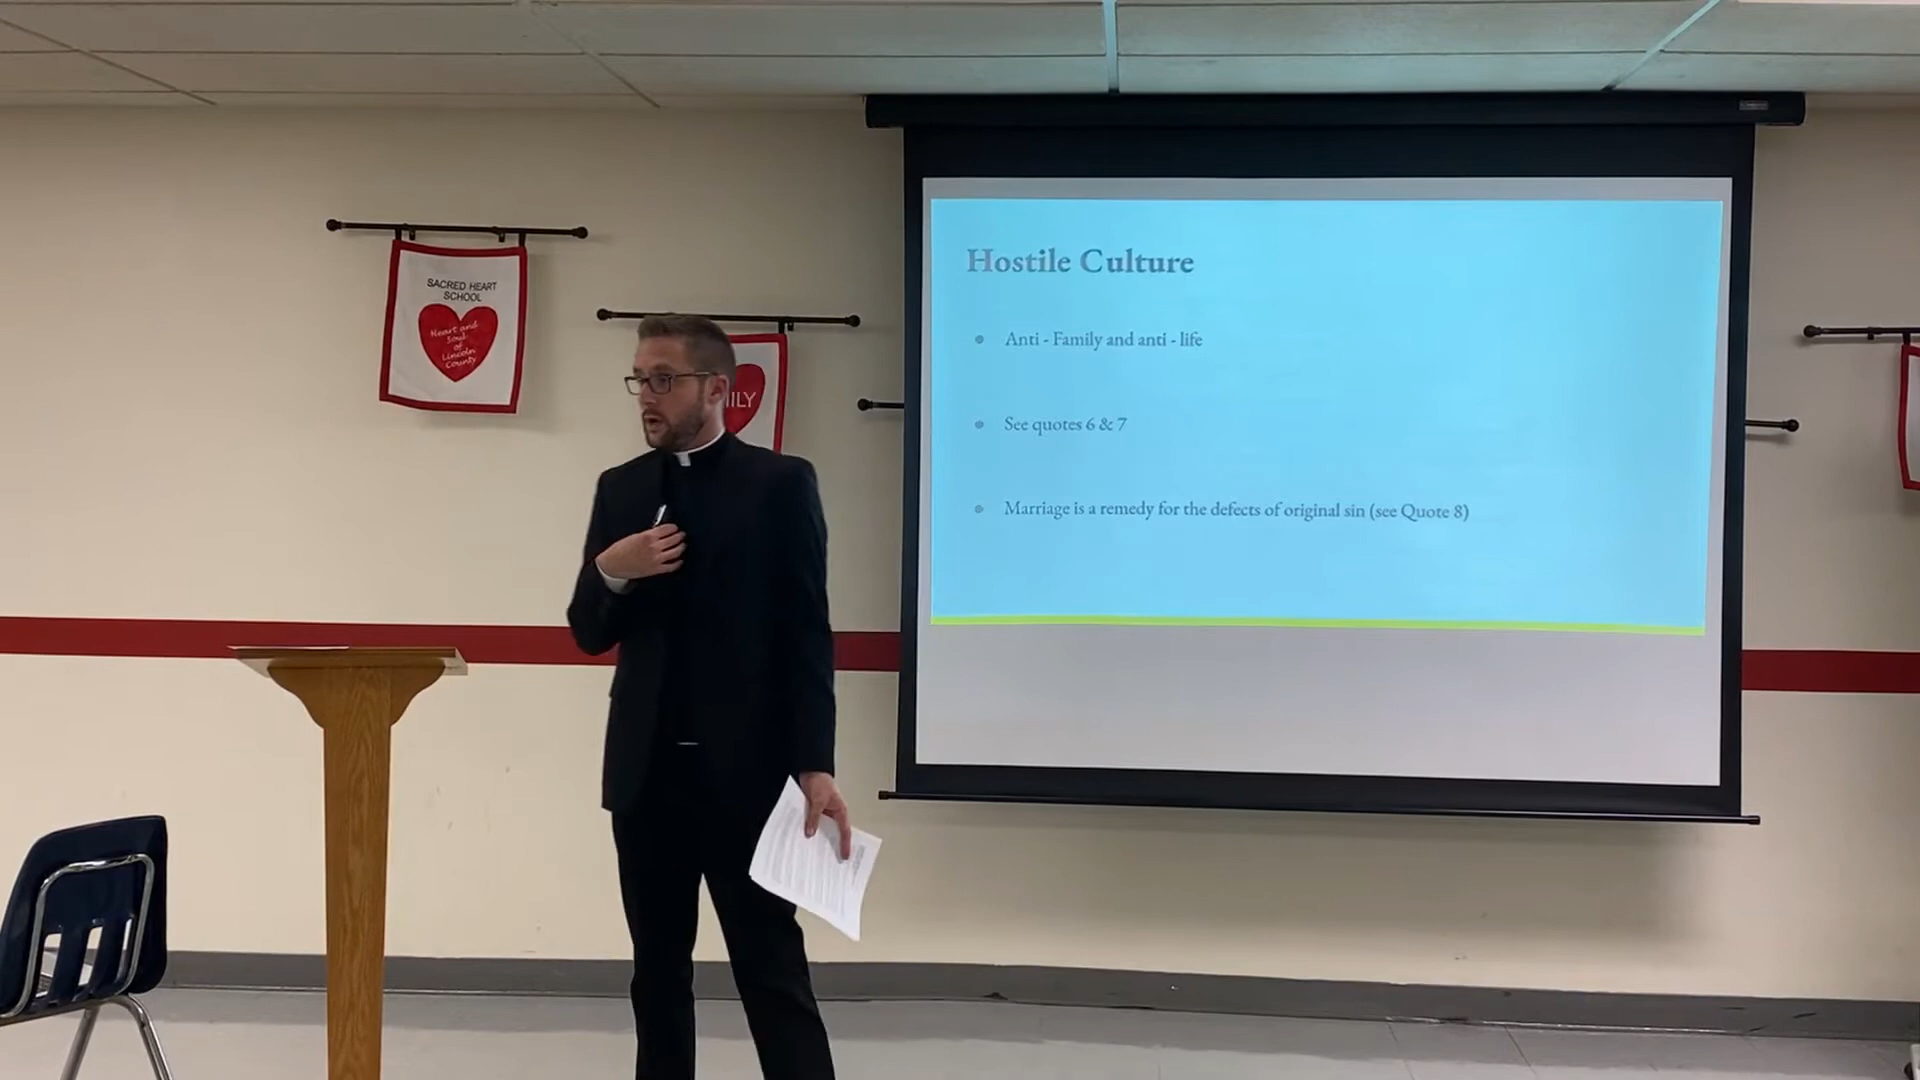 SACRED HEART
SCHOOL
Heart and
Soul
of
Lincoln
County
ILY
Hostile Culture
Anti - Family and anti - life
See quotes 6 & 7
Marriage is a remedy for the defects of original sin (see Quote 8)